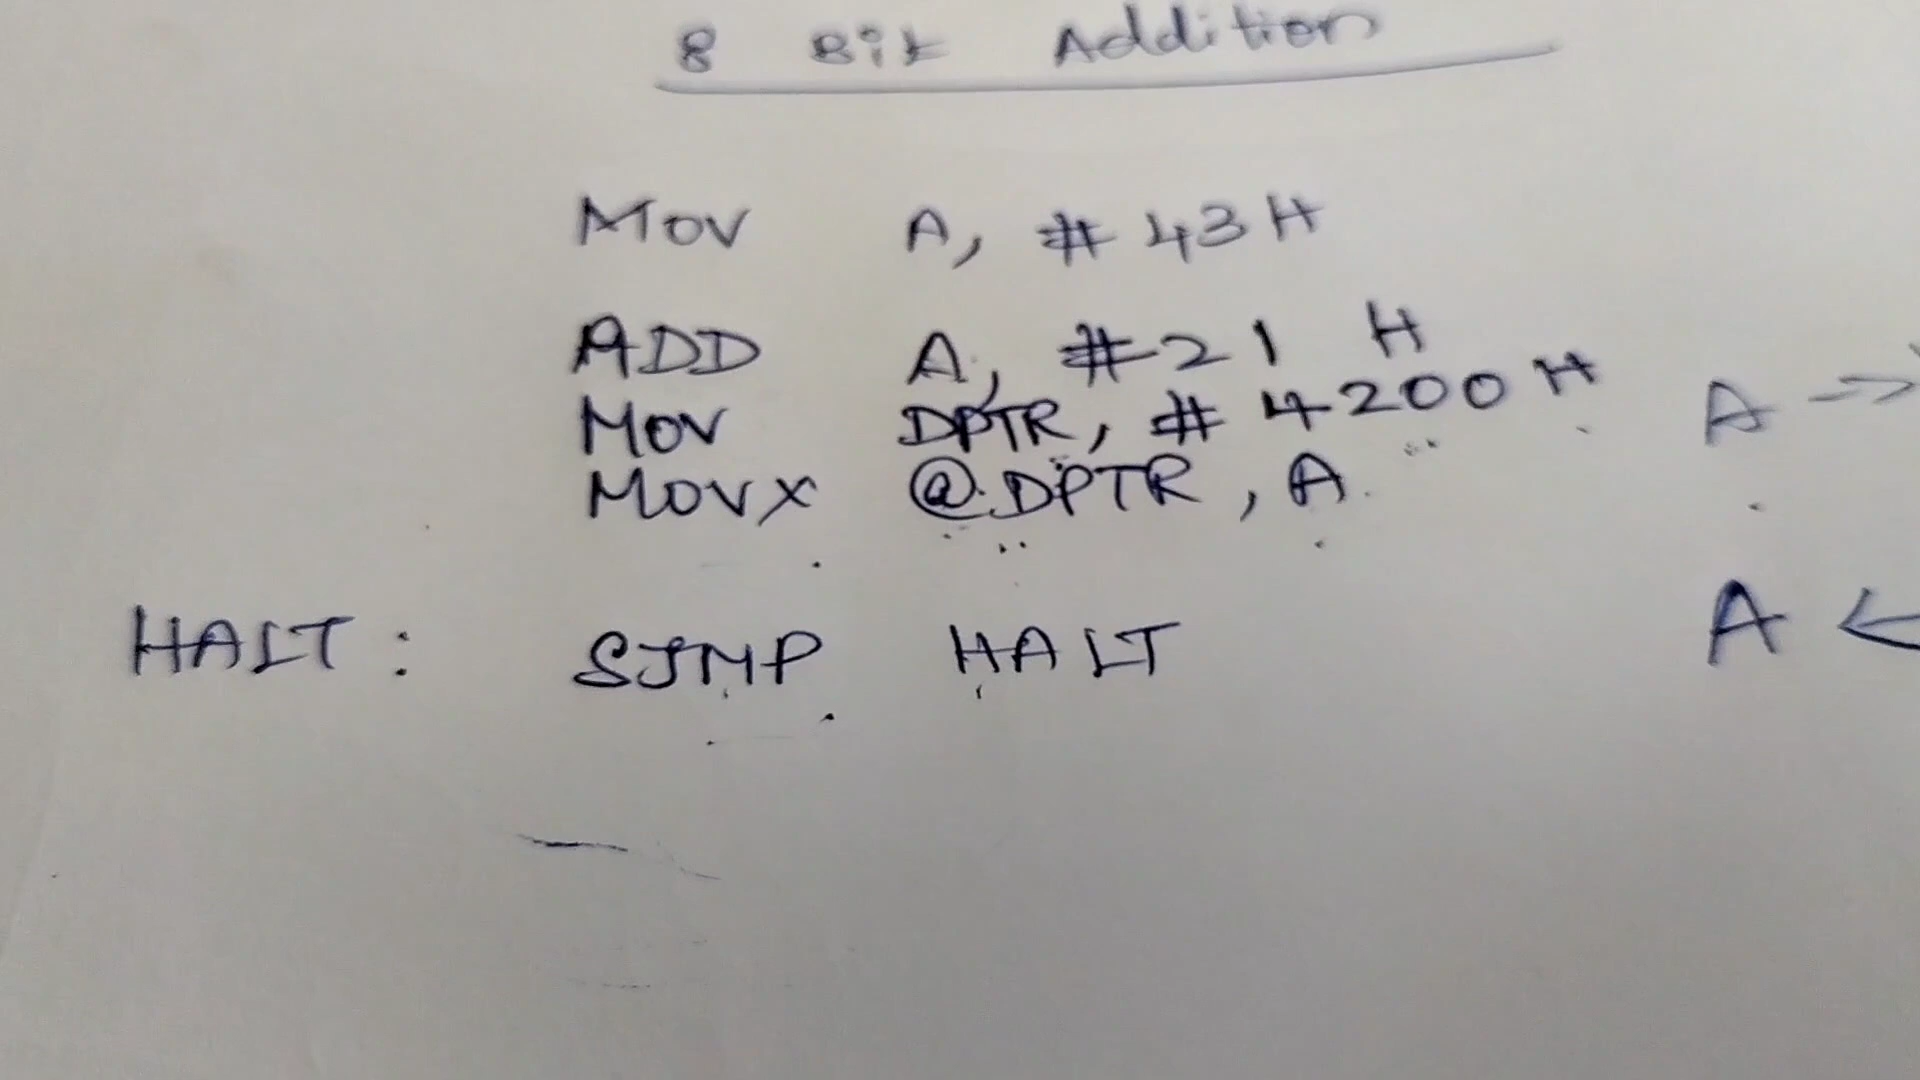 8 Bit Addition
MOV A, #43H
ADD A, #21 H
MOV DPTR, #4200H
MOVX @DPTR, A
HALT: SJMP HALT
A →
A ←